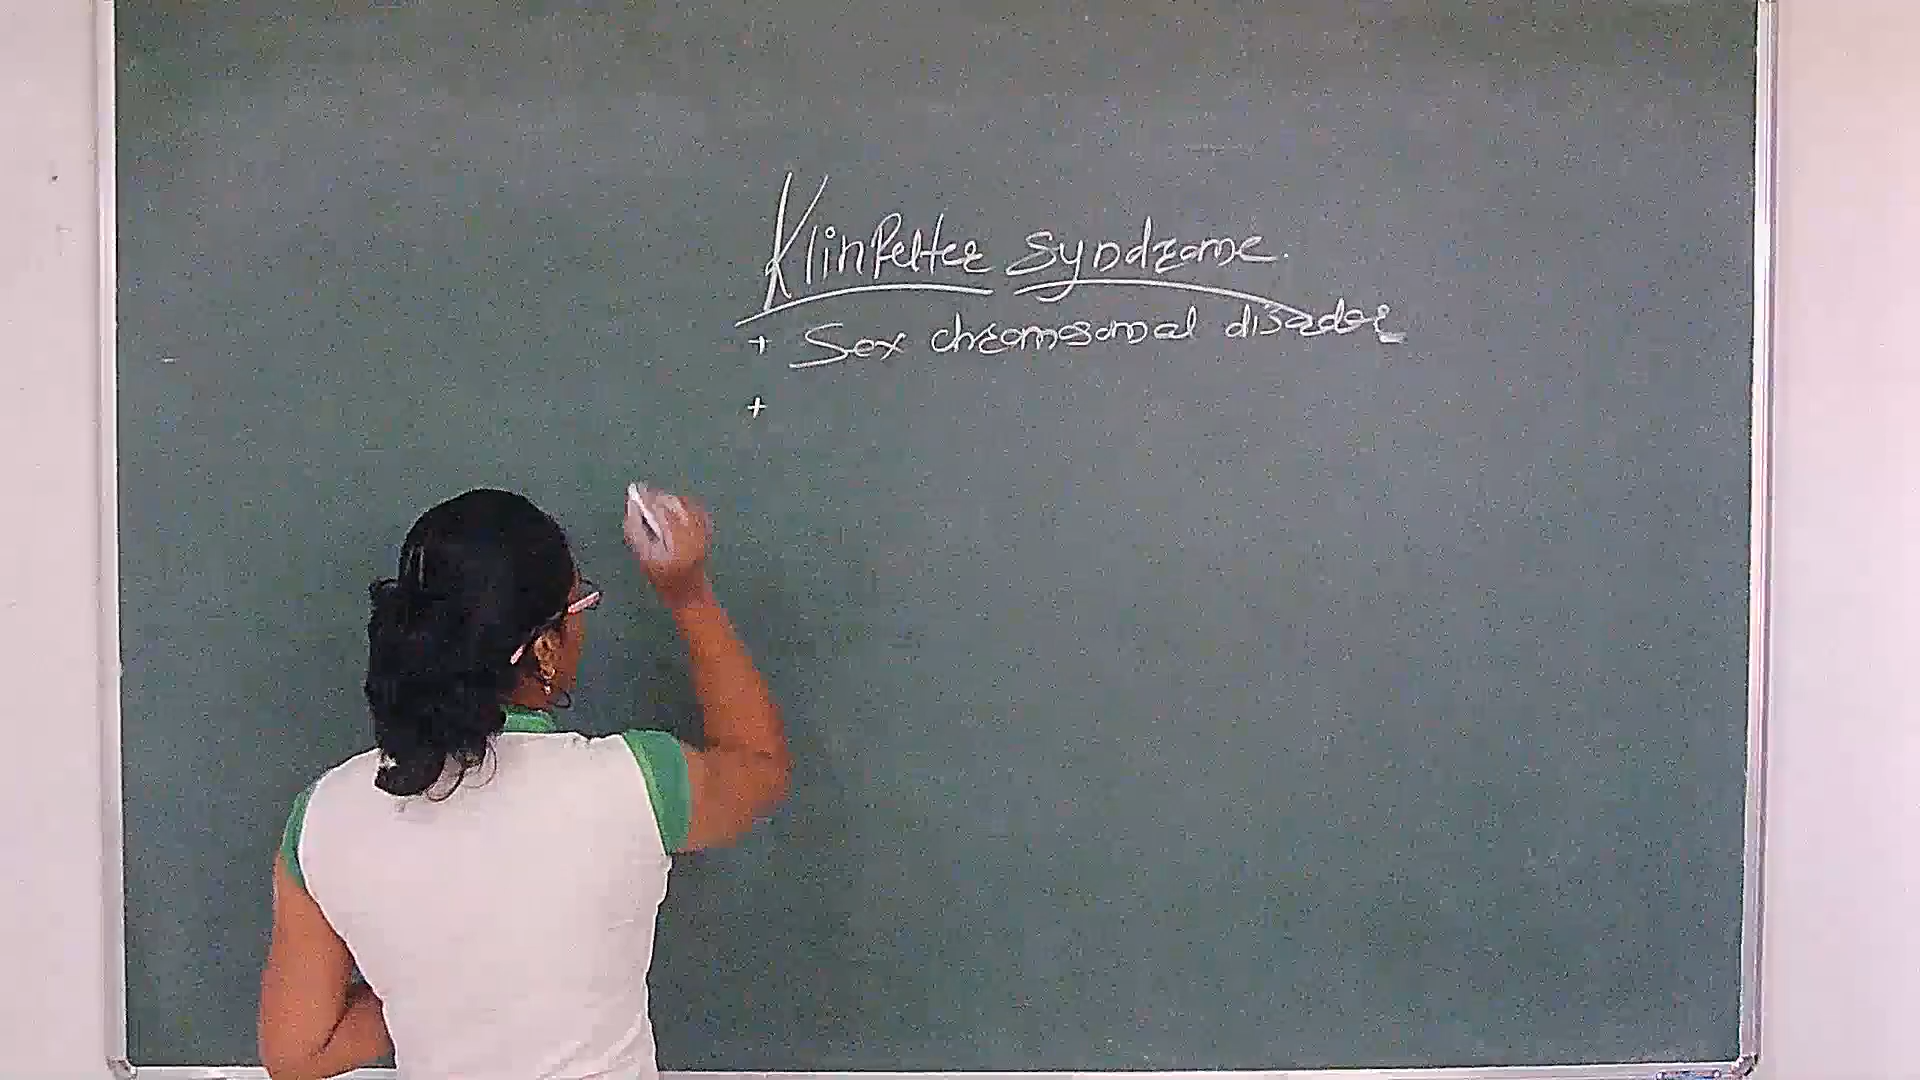 Klinfelter Syndrome.
+ Sex chromosomal disorder
+